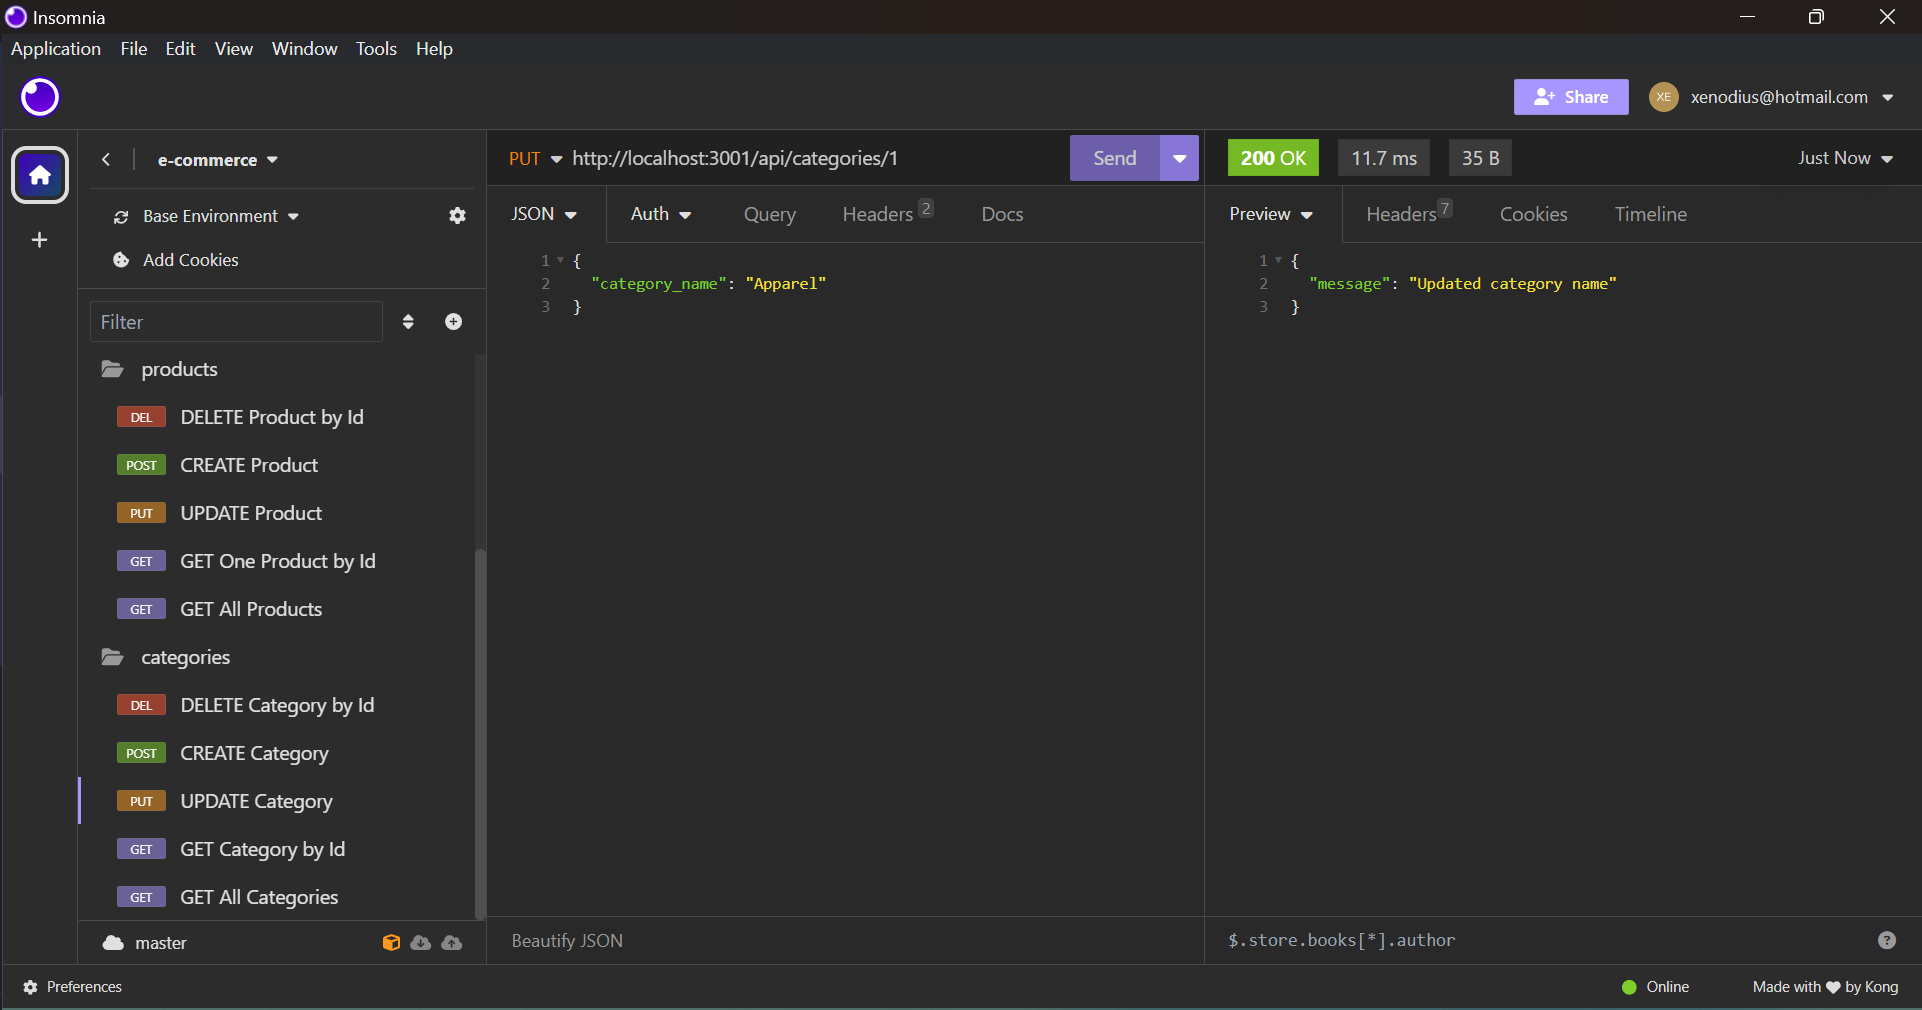 Insomnia
Application File Edit View Window Tools Help
Share XE xenodius@hotmail.com
e-commerce
Base Environment
Add Cookies
Filter
products
DEL DELETE Product by Id
POST CREATE Product
PUT UPDATE Product
GET GET One Product by Id
GET GET All Products
categories
DEL DELETE Category by Id
POST CREATE Category
PUT UPDATE Category
GET GET Category by Id
GET GET All Categories
master
PUT http://localhost:3001/api/categories/1 Send
JSON Auth Query Headers 2 Docs
1 {
2 "category_name": "Apparel"
3 }
Beautify JSON
200 OK 11.7 ms 35 B Just Now
Preview Headers 7 Cookies Timeline
1 {
2 "message": "Updated category name"
3 }
$.store.books[*].author ?
Preferences
Online Made with ❤ by Kong